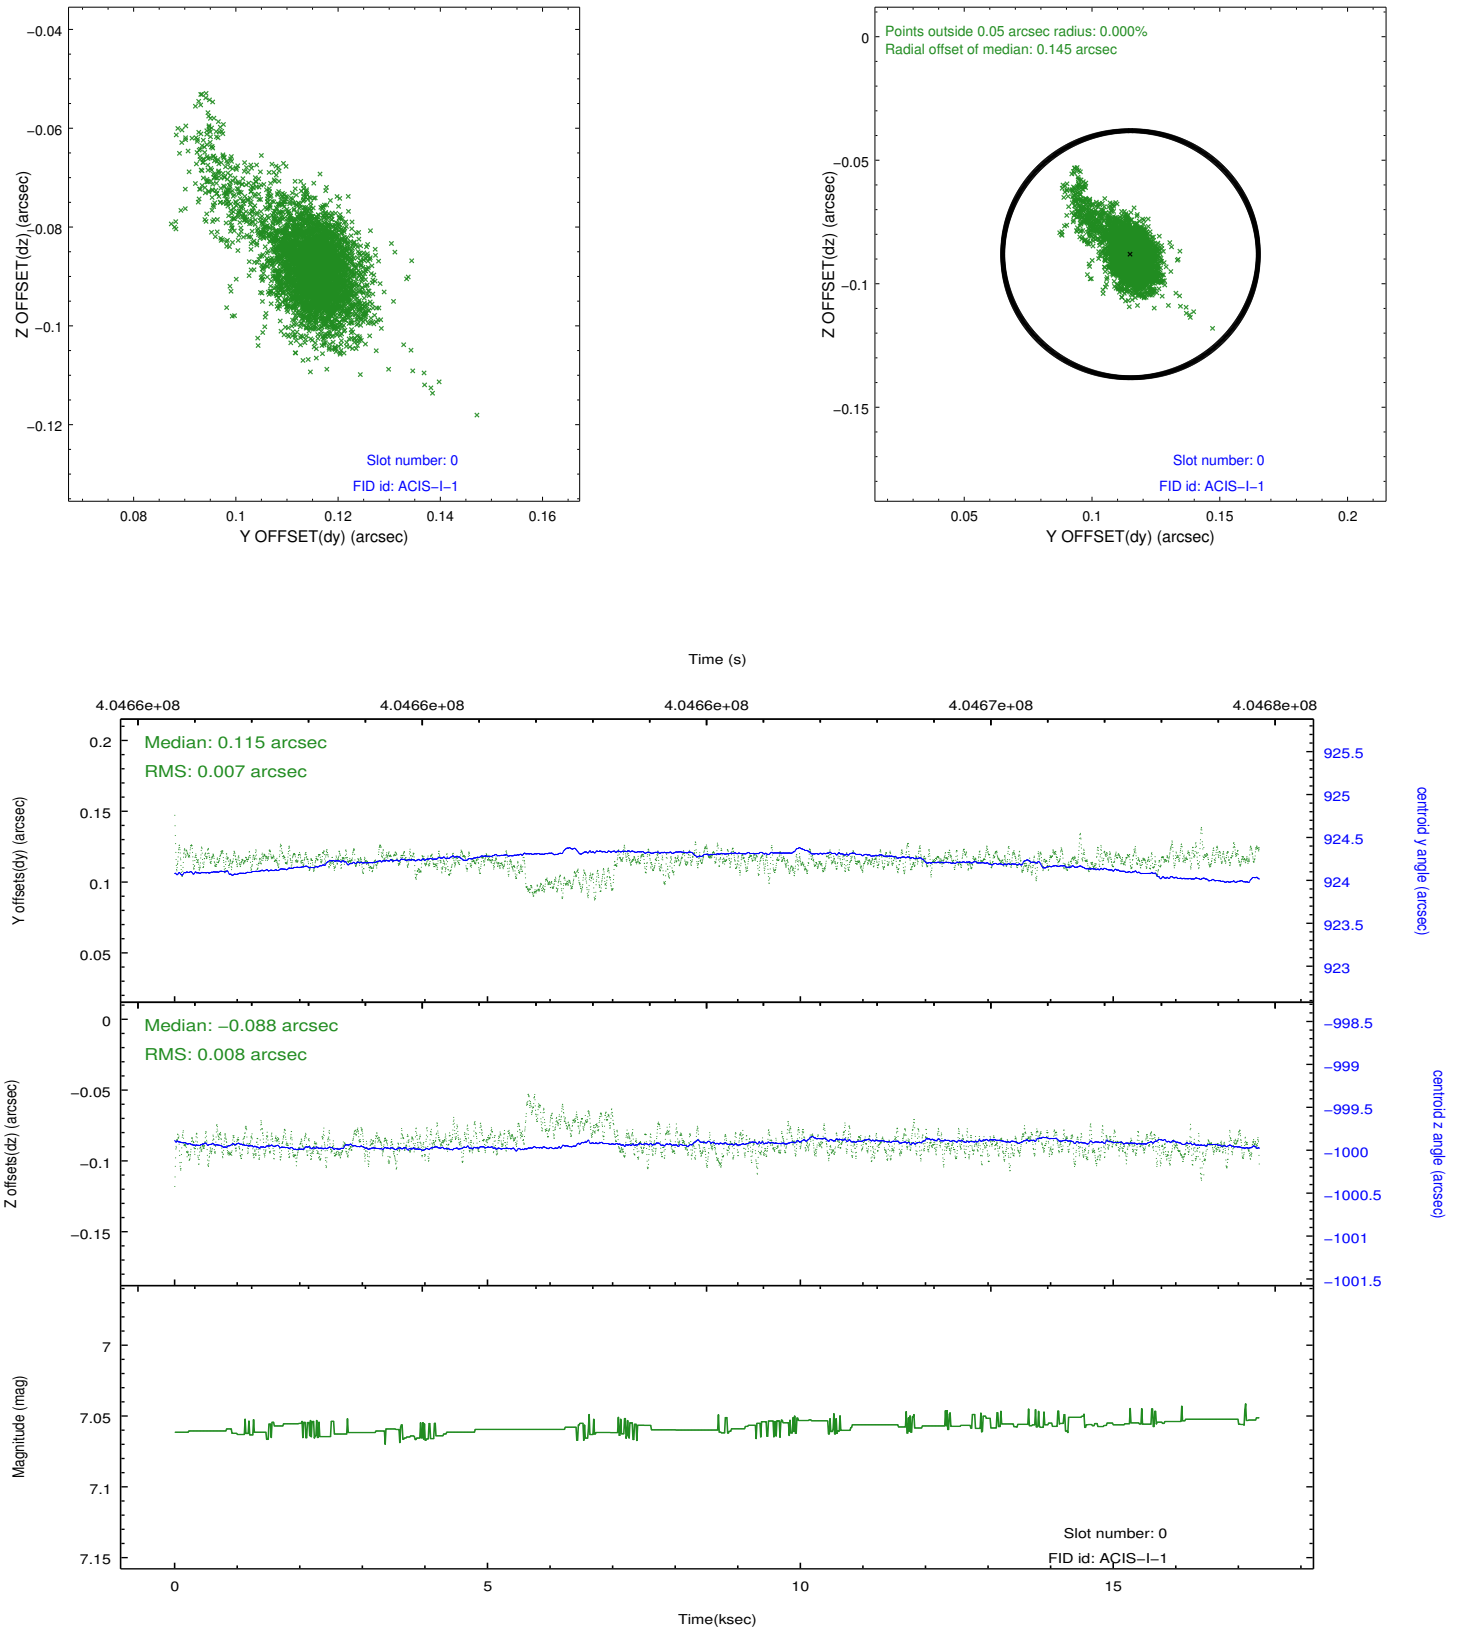 −0.04
−0.06
−0.08
−0.1
−0.12
Z OFFSET(dz) (arcsec)
Slot number: 0
FID id: ACIS−I−1
0.08
0.1
0.12
0.14
0.16
Y OFFSET(dy) (arcsec)
Points outside 0.05 arcsec radius: 0.000%
Radial offset of median: 0.145 arcsec
0
−0.05
−0.1
−0.15
Z OFFSET(dz) (arcsec)
Slot number: 0
FID id: ACIS−I−1
0.05
0.1
0.15
0.2
Y OFFSET(dy) (arcsec)
Time (s)
4.0466e+08
4.0466e+08
4.0466e+08
4.0467e+08
4.0468e+08
Median: 0.115 arcsec
RMS: 0.007 arcsec
0.2
0.15
0.1
0.05
Y offsets(dy) (arcsec)
925.5
925
924.5
924
923.5
923
centroid y angle (arcsec)
Median: −0.088 arcsec
RMS: 0.008 arcsec
0
−0.05
−0.1
−0.15
Z offsets(dz) (arcsec)
−998.5
−999
−999.5
−1000
−1000.5
−1001
−1001.5
centroid z angle (arcsec)
7
7.05
7.1
7.15
Magnitude (mag)
Slot number: 0
FID id: ACIS−I−1
0
5
10
15
Time(ksec)